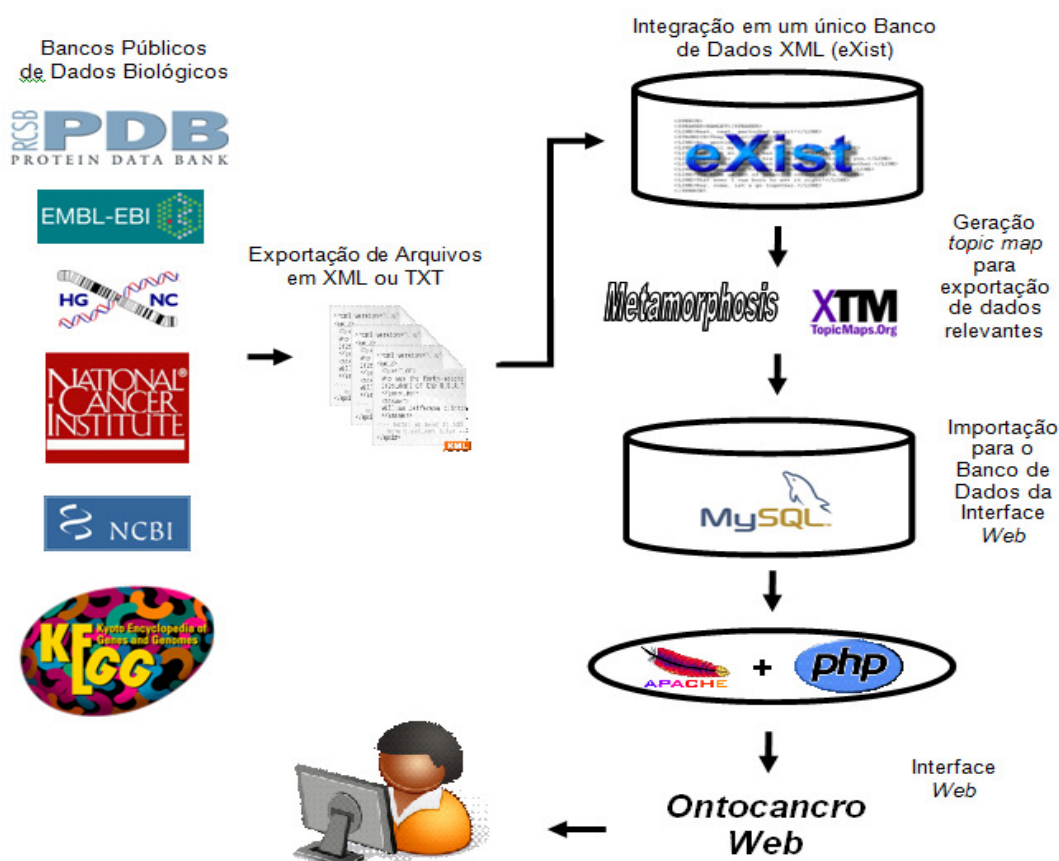 Bancos Públicos
de Dados Biológicos
RCSB
PDB
PROTEIN DATA BANK
EMBL-EBI
HG NC
NATIONAL®
CANCER
INSTITUTE
NCBI
KEGG
Kyoto Encyclopedia of
Genes and Genomes
Exportação de Arquivos
em XML ou TXT
XML
Integração em um único Banco
de Dados XML (eXist)
eXist
Geração
topic map
para
exportação
de dados
relevantes
Metamorphosis
XTM
TopicMaps.Org
Importação
para o
Banco de
Dados da
Interface
Web
MySQL
APACHE
+
php
Interface
Web
Ontocancro
Web